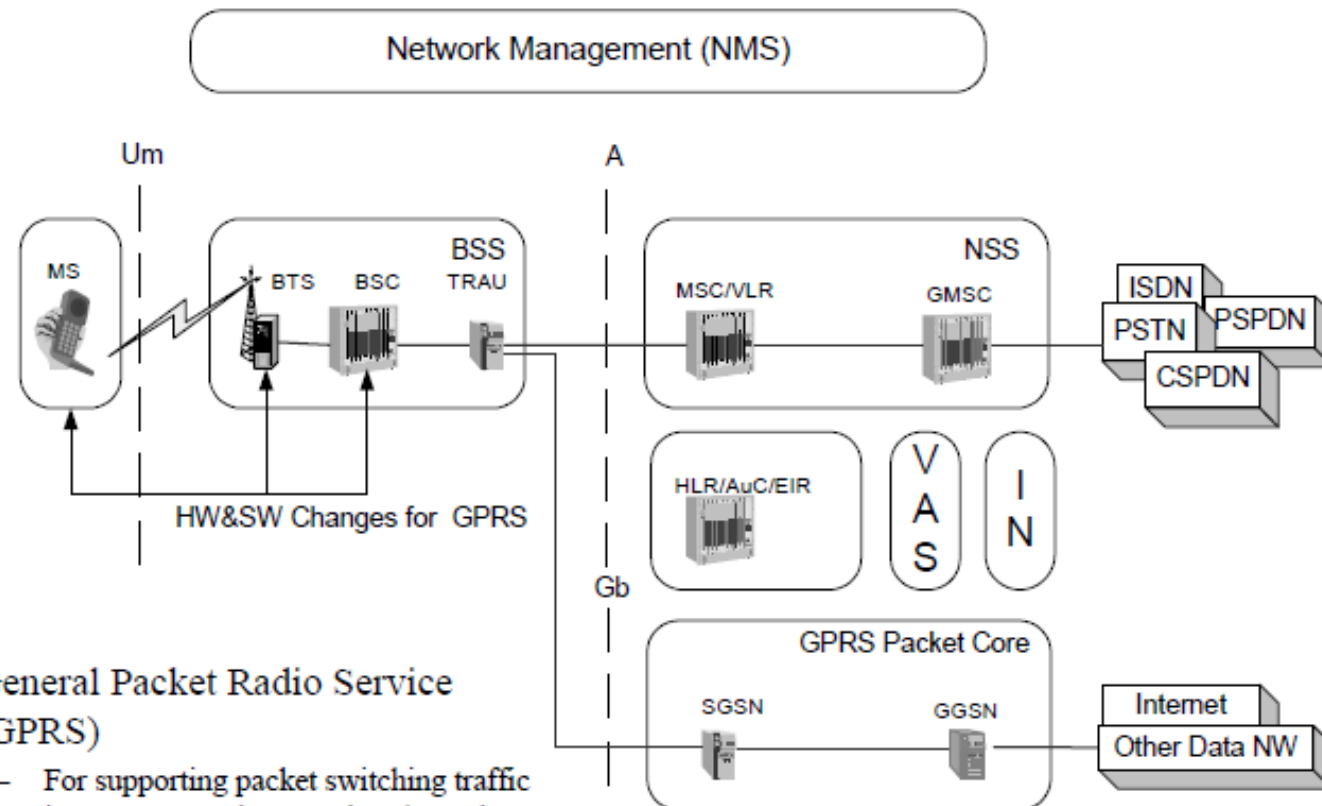 Network Management (NMS)
Um
A
BSS
NSS
MS
BTS
BSC
TRAU
MSC/VLR
GMSC
ISDN
PSPDN
PSTN
CSPDN
HLR/AuC/EIR
V
A
S
I
N
HW&SW Changes for GPRS
Gb
GPRS Packet Core
eneral Packet Radio Service
GPRS)
SGSN
GGSN
Internet
Other Data NW
– For supporting packet switching traffic